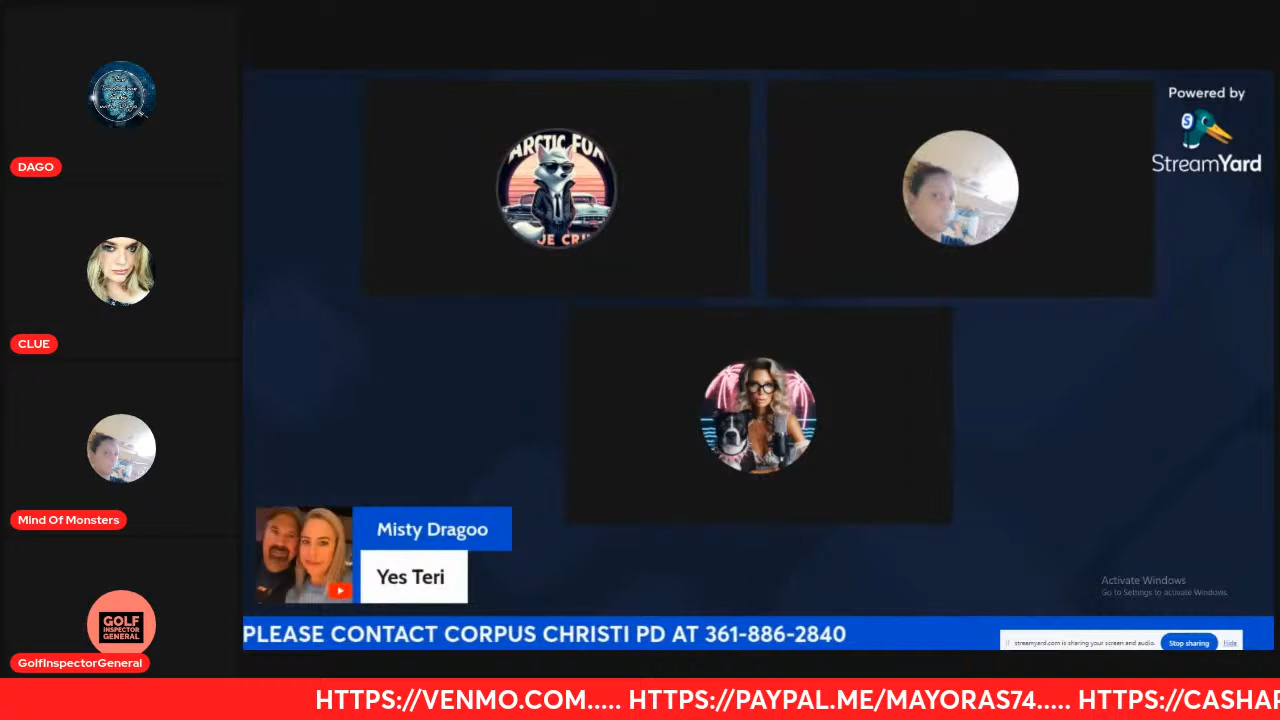 DAGO
CLUE
Mind Of Monsters
GOLF
INSPECTOR
GENERAL
GolfInspectorGeneral
ARCTIC FOX
UE CRI
Powered by
S
StreamYard
Misty Dragoo
Yes Teri
Activate Windows
Go to Settings to activate Windows.
PLEASE CONTACT CORPUS CHRISTI PD AT 361-886-2840
streamyard.com is sharing your screen and audio.
Stop sharing
Hide
HTTPS://VENMO.COM..... HTTPS://PAYPAL.ME/MAYORAS74..... HTTPS://CASHAP